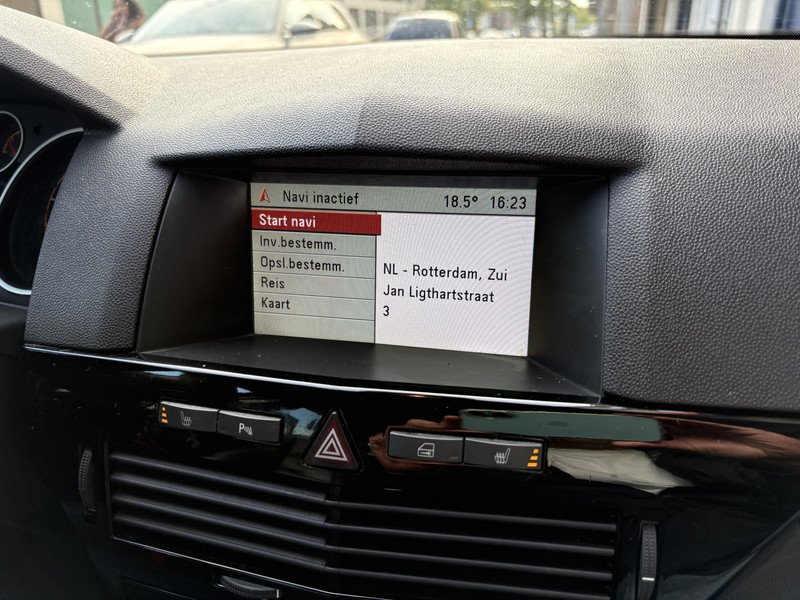 Navi inactief 18.5° 16:23
Start navi
Inv.bestemm.
Opsl.bestemm.
Reis
Kaart
NL - Rotterdam, Zui
Jan Ligthartstraat
3
P